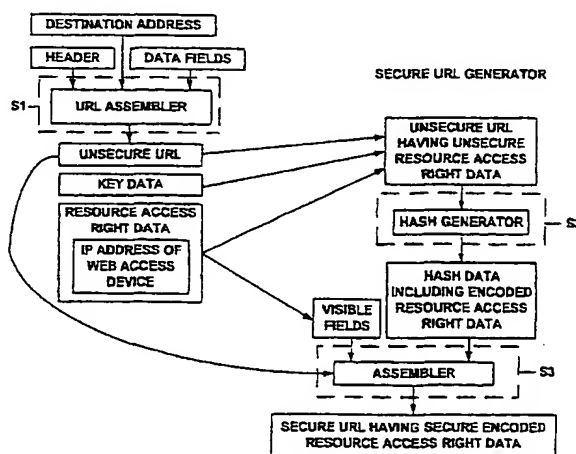 DESTINATION ADDRESS
HEADER
DATA FIELDS
SECURE URL GENERATOR
S1
URL ASSEMBLER
UNSECURE URL
HAVING UNSECURE
RESOURCE ACCESS
RIGHT DATA
UNSECURE URL
KEY DATA
RESOURCE ACCESS
RIGHT DATA
IP ADDRESS OF
WEB ACCESS
DEVICE
HASH GENERATOR
S
HASH DATA
INCLUDING ENCODED
RESOURCE ACCESS
RIGHT DATA
VISIBLE
FIELDS
ASSEMBLER
S3
SECURE URL HAVING SECURE ENCODED
RESOURCE ACCESS RIGHT DATA